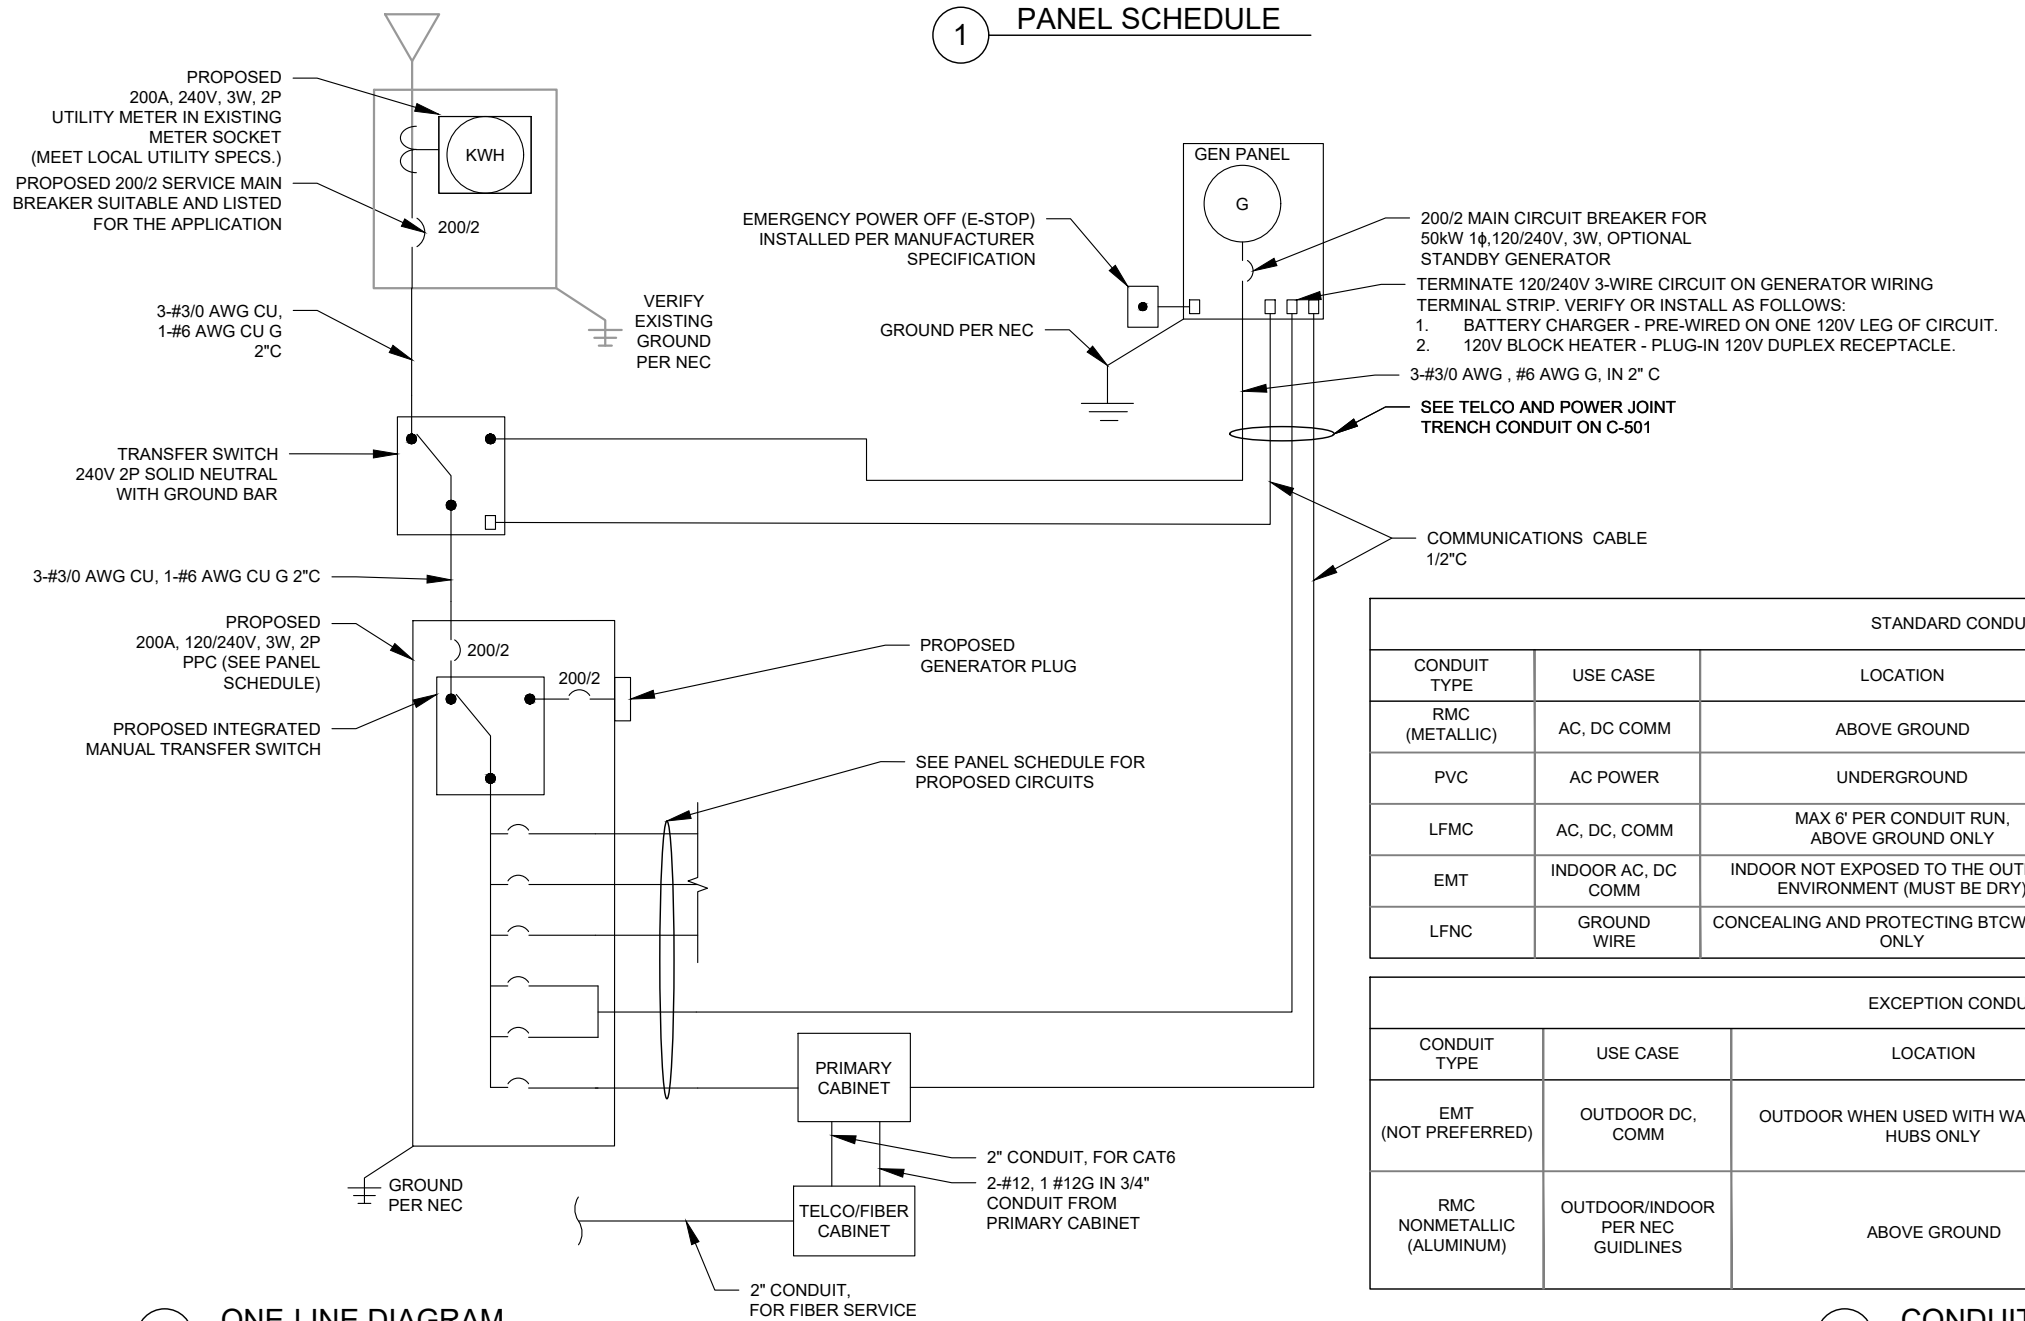 1
PANEL SCHEDULE
PROPOSED
200A, 240V, 3W, 2P
UTILITY METER IN EXISTING
METER SOCKET
(MEET LOCAL UTILITY SPECS.)
PROPOSED 200/2 SERVICE MAIN
BREAKER SUITABLE AND LISTED
FOR THE APPLICATION
KWH
200/2
3-#3/0 AWG CU,
1-#6 AWG CU G
2"C
VERIFY
EXISTING
GROUND
PER NEC
TRANSFER SWITCH
240V 2P SOLID NEUTRAL
WITH GROUND BAR
3-#3/0 AWG CU, 1-#6 AWG CU G 2"C
PROPOSED
200A, 120/240V, 3W, 2P
PPC (SEE PANEL
SCHEDULE)
PROPOSED INTEGRATED
MANUAL TRANSFER SWITCH
200/2
200/2
PROPOSED
GENERATOR PLUG
SEE PANEL SCHEDULE FOR
PROPOSED CIRCUITS
GROUND
PER NEC
PRIMARY
CABINET
2" CONDUIT, FOR CAT6
2-#12, 1 #12G IN 3/4"
CONDUIT FROM
PRIMARY CABINET
TELCO/FIBER
CABINET
2" CONDUIT,
FOR FIBER SERVICE
ONE-LINE DIAGRAM
GEN PANEL
G
EMERGENCY POWER OFF (E-STOP)
INSTALLED PER MANUFACTURER
SPECIFICATION
GROUND PER NEC
200/2 MAIN CIRCUIT BREAKER FOR
50kW 1ϕ,120/240V, 3W, OPTIONAL
STANDBY GENERATOR
TERMINATE 120/240V 3-WIRE CIRCUIT ON GENERATOR WIRING
TERMINAL STRIP. VERIFY OR INSTALL AS FOLLOWS:
1. BATTERY CHARGER - PRE-WIRED ON ONE 120V LEG OF CIRCUIT.
2. 120V BLOCK HEATER - PLUG-IN 120V DUPLEX RECEPTACLE.
3-#3/0 AWG , #6 AWG G, IN 2" C
SEE TELCO AND POWER JOINT
TRENCH CONDUIT ON C-501
COMMUNICATIONS CABLE
1/2"C
STANDARD CONDU
CONDUIT
TYPE
USE CASE
LOCATION
RMC
(METALLIC)
AC, DC COMM
ABOVE GROUND
PVC
AC POWER
UNDERGROUND
LFMC
AC, DC, COMM
MAX 6' PER CONDUIT RUN,
ABOVE GROUND ONLY
EMT
INDOOR AC, DC
COMM
INDOOR NOT EXPOSED TO THE OUT
ENVIRONMENT (MUST BE DRY)
LFNC
GROUND
WIRE
CONCEALING AND PROTECTING BTCW
ONLY
EXCEPTION CONDU
CONDUIT
TYPE
USE CASE
LOCATION
EMT
(NOT PREFERRED)
OUTDOOR DC,
COMM
OUTDOOR WHEN USED WITH WA
HUBS ONLY
RMC
NONMETALLIC
(ALUMINUM)
OUTDOOR/INDOOR
PER NEC
GUIDLINES
ABOVE GROUND
CONDUIT